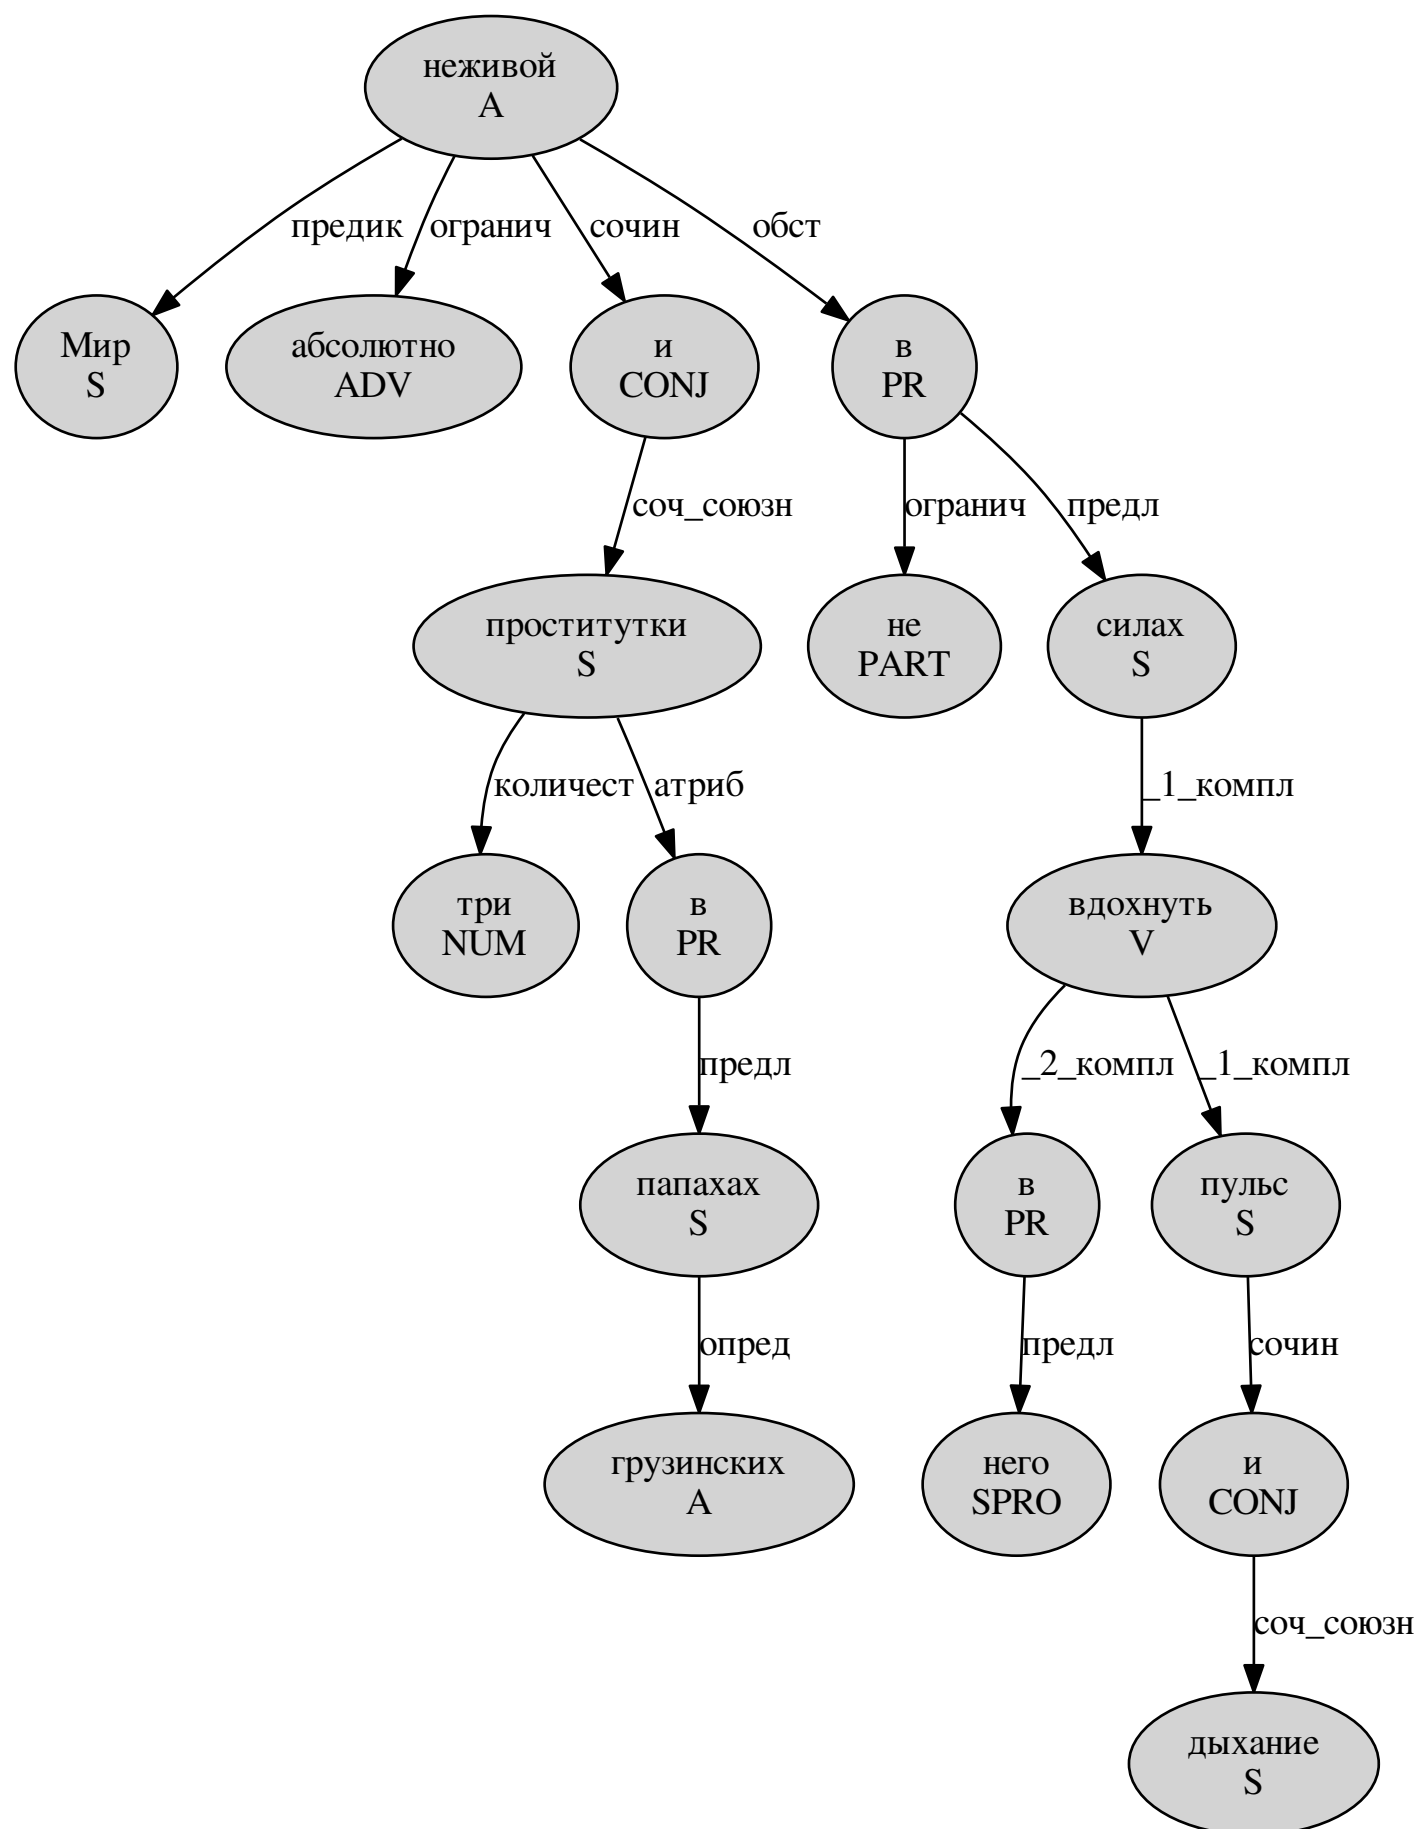 неживой
A
предик
огранич
сочин
обст
Мир
S
абсолютно
ADV
и
CONJ
в
PR
соч_союзн
огранич
предл
проститутки
S
не
PART
силах
S
количест
атриб
_1_компл
три
NUM
в
PR
вдохнуть
V
предл
_2_компл
_1_компл
папахах
S
в
PR
пульс
S
опред
предл
сочин
грузинских
A
него
SPRO
и
CONJ
соч_союзн
дыхание
S